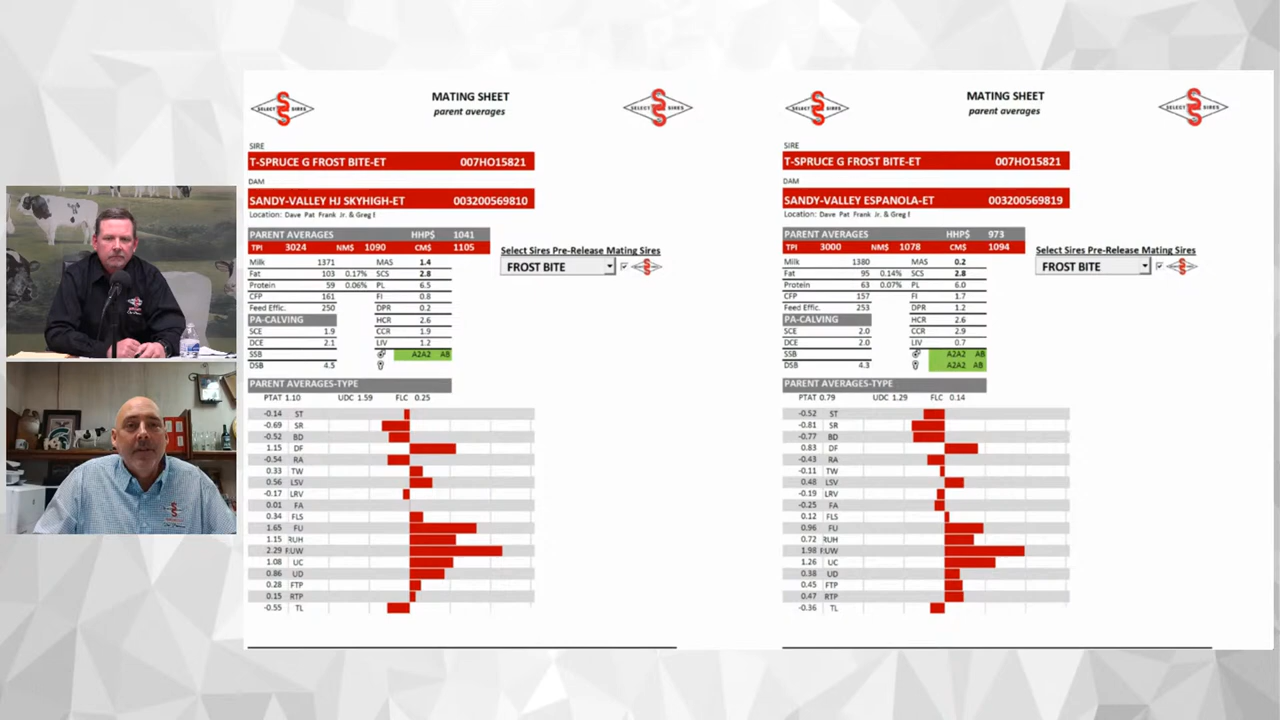 SELECT SIRES
MATING SHEET
parent averages
SELECT SIRES
SIRE
T-SPRUCE G FROST BITE-ET 007HO15821
DAM
SANDY-VALLEY HJ SKYHIGH-ET 003200569810
Location: Dave Pat Frank Jr. & Greg
PARENT AVERAGES HHP$ 1041
TPI 3024 NM$ 1090 CM$ 1105
Select Sires Pre-Release Mating Sires
FROST BITE
Milk 1371 MAS 1.4
Fat 103 0.17% SCS 2.8
Protein 59 0.06% PL 6.5
CFP 161 FI 0.8
Feed Effic. 250 DPR 0.2
PA-CALVING HCR 2.6
SCE 1.9 CCR 1.9
DCE 2.1 LIV 1.2
SSB A2A2 AB
DSB 4.5
PARENT AVERAGES-TYPE
PTAT 1.10 UDC 1.59 FLC 0.25
-0.14 ST
-0.69 SR
-0.52 BD
1.15 DF
-0.54 RA
0.33 TW
0.56 LSV
-0.17 LRV
0.01 FA
0.34 FLS
1.65 FU
1.15 RUH
2.29 RUW
1.08 UC
0.86 UD
0.28 FTP
0.15 RTP
-0.55 TL
SELECT SIRES
MATING SHEET
parent averages
SELECT SIRES
SIRE
T-SPRUCE G FROST BITE-ET 007HO15821
DAM
SANDY-VALLEY ESPANOLA-ET 003200569819
Location: Dave Pat Frank Jr. & Greg
PARENT AVERAGES HHP$ 973
TPI 3000 NM$ 1078 CM$ 1094
Select Sires Pre-Release Mating Sires
FROST BITE
Milk 1380 MAS 0.2
Fat 95 0.14% SCS 2.8
Protein 63 0.07% PL 6.0
CFP 157 FI 1.7
Feed Effic. 253 DPR 1.2
PA-CALVING HCR 2.6
SCE 2.0 CCR 2.9
DCE 2.0 LIV 0.7
SSB A2A2 AB
DSB 4.3 A2A2 AB
PARENT AVERAGES-TYPE
PTAT 0.79 UDC 1.29 FLC 0.14
-0.52 ST
-0.81 SR
-0.77 BD
0.83 DF
-0.43 RA
-0.11 TW
0.48 LSV
-0.19 LRV
-0.25 FA
0.12 FLS
0.96 FU
0.72 RUH
1.98 RUW
1.26 UC
0.38 UD
0.45 FTP
0.47 RTP
-0.36 TL